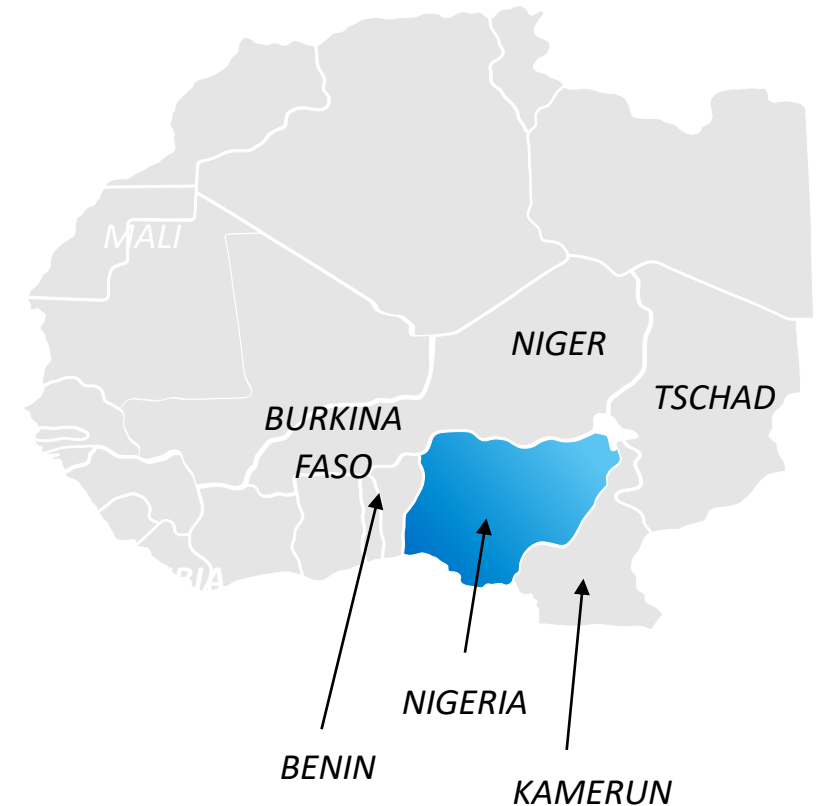 MALI
NIGER
TSCHAD
BURKINA
FASO
NIGERIA
BENIN
KAMERUN